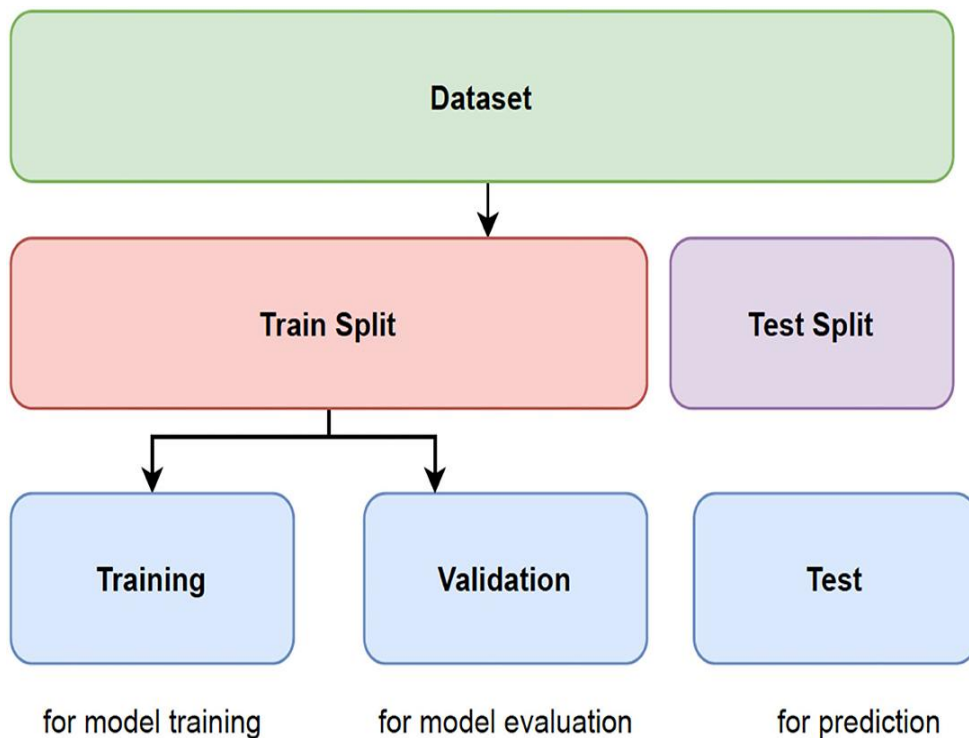 Dataset
Train Split
Test Split
Training
Validation
Test
for model training
for model evaluation
for prediction